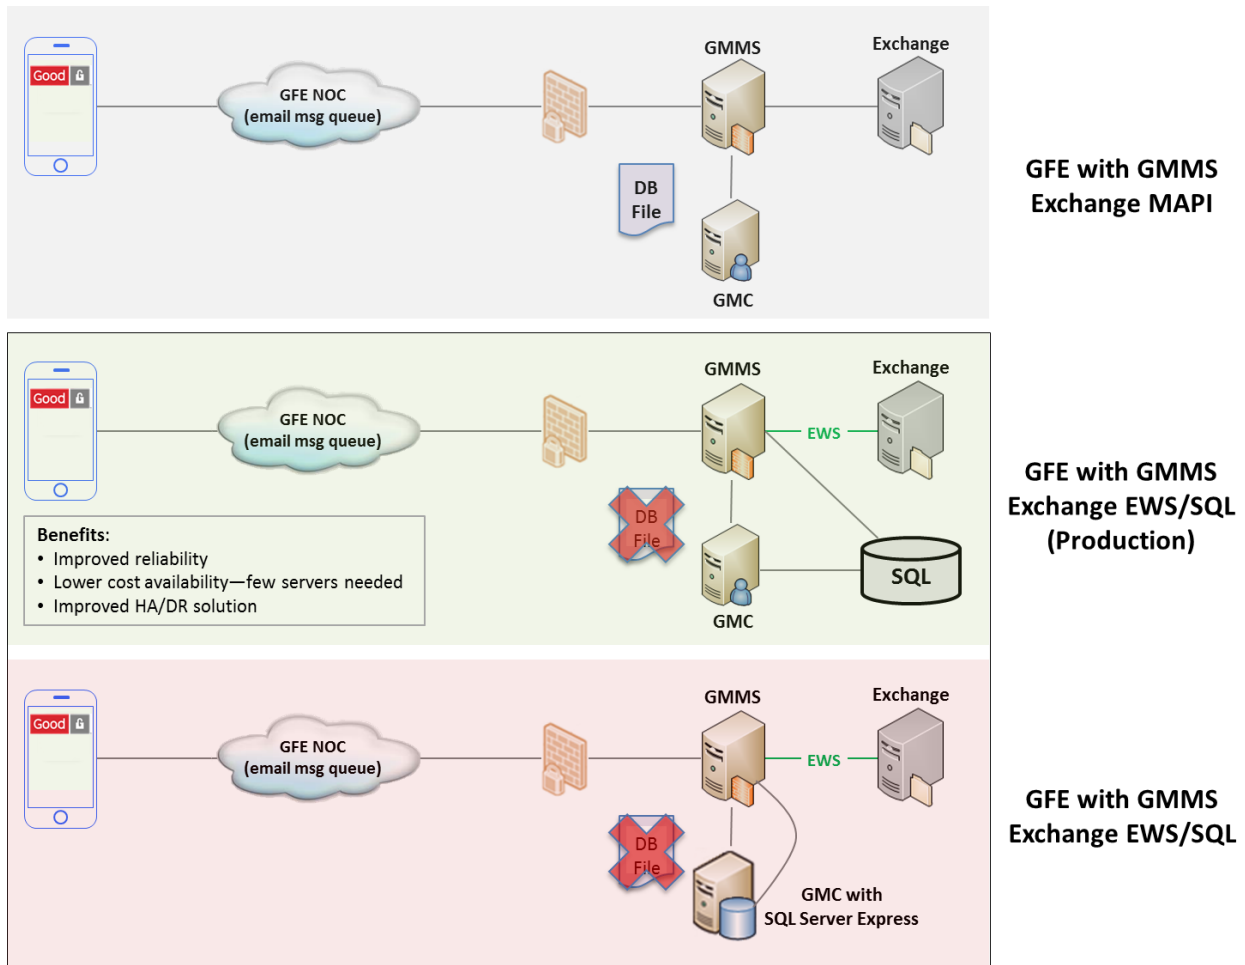 GMMS
Exchange
Good
GFE NOC
(email msg queue)
DB
File
GMC
GFE with GMMS
Exchange MAPI
GMMS
Exchange
Good
GFE NOC
(email msg queue)
EWS
DB
File
Benefits:
• Improved reliability
• Lower cost availability—few servers needed
• Improved HA/DR solution
SQL
GMC
GFE with GMMS
Exchange EWS/SQL
(Production)
GMMS
Exchange
Good
GFE NOC
(email msg queue)
EWS
DB
File
GMC with
SQL Server Express
GFE with GMMS
Exchange EWS/SQL